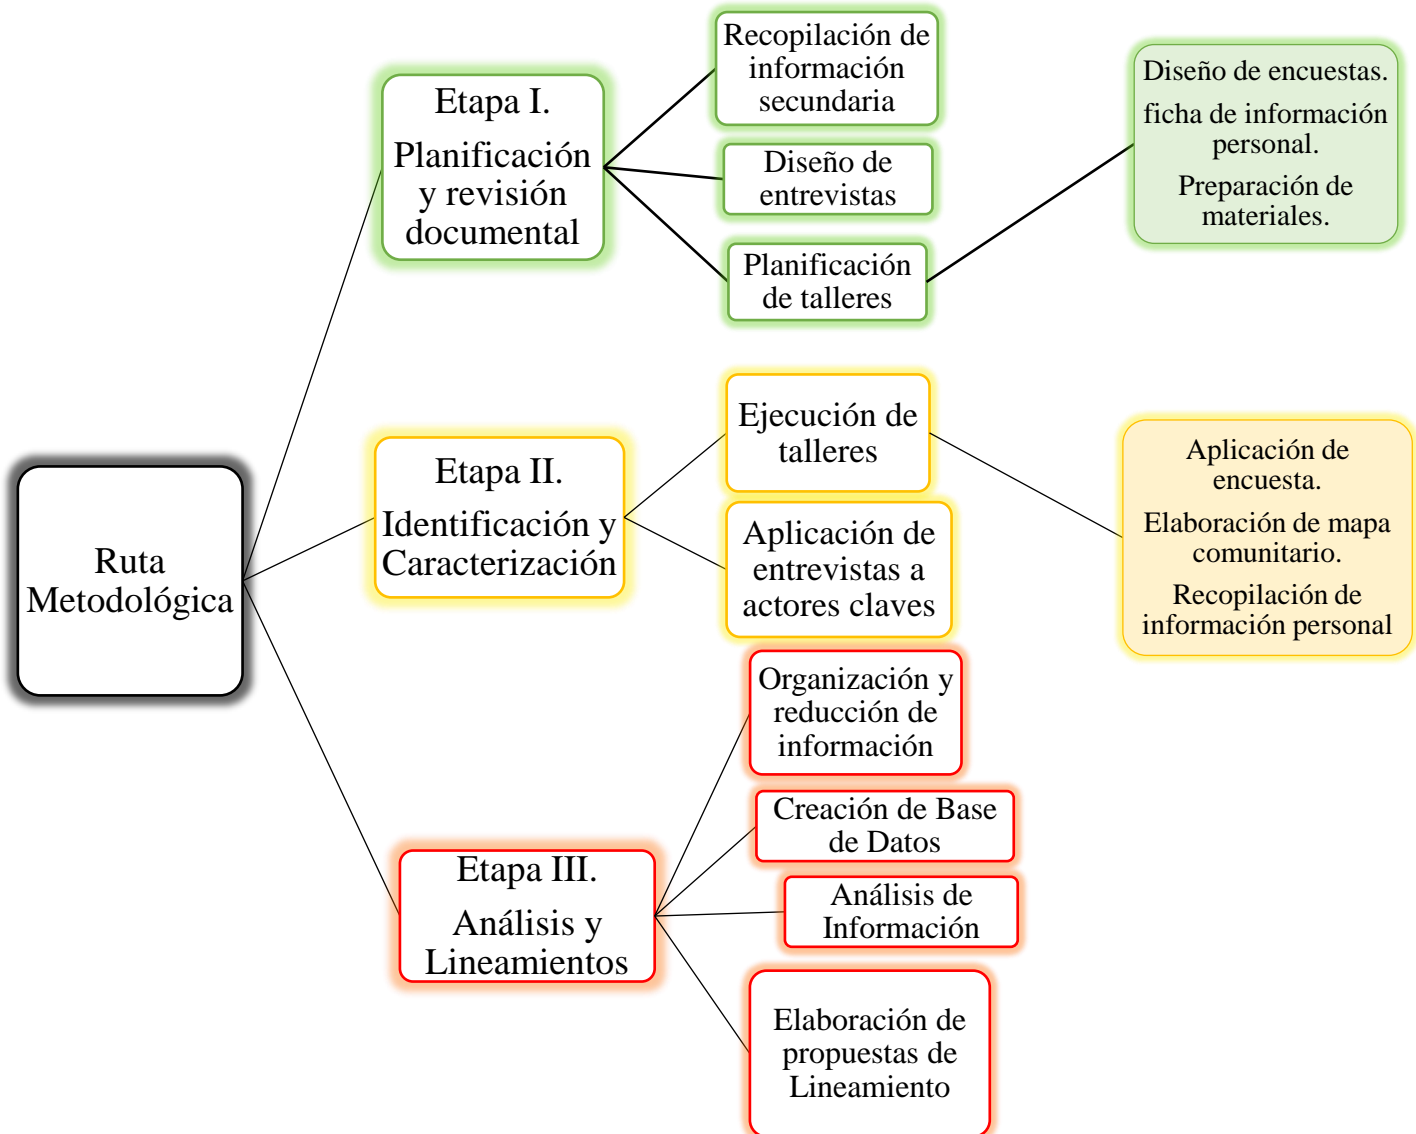 Ruta
Metodológica
Etapa I.
Planificación
y revisión
documental
Recopilación de
información
secundaria
Diseño de
entrevistas
Planificación
de talleres
Diseño de encuestas.
ficha de información
personal.
Preparación de
materiales.
Etapa II.
Identificación y
Caracterización
Ejecución de
talleres
Aplicación de
entrevistas a
actores claves
Aplicación de
encuesta.
Elaboración de mapa
comunitario.
Recopilación de
información personal
Etapa III.
Análisis y
Lineamientos
Organización y
reducción de
información
Creación de Base
de Datos
Análisis de
Información
Elaboración de
propuestas de
Lineamiento